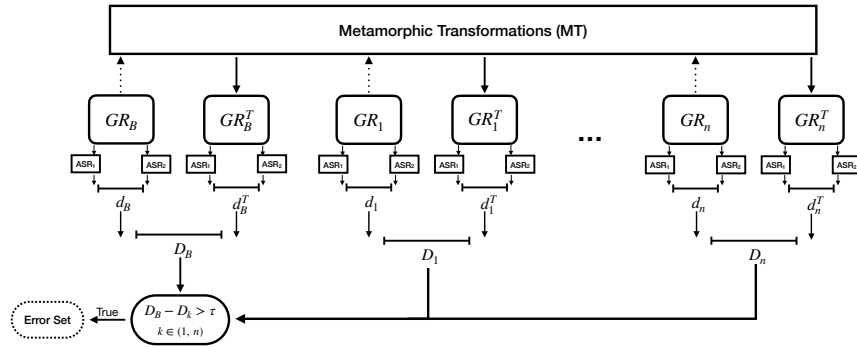 Metamorphic Transformations (MT)
GR_B GR_B^T GR_1 GR_1^T ... GR_n GR_n^T
ASR₁ ASR₂ ASR₁ ASR₂ ASR₁ ASR₂ ASR₁ ASR₂ ASR₁ ASR₂ ASR₁ ASR₂
d_B d_B^T d_1 d_1^T d_n d_n^T
D_B D_1 D_n
Error Set True D_B − D_k > τ
k ∈ (1, n)